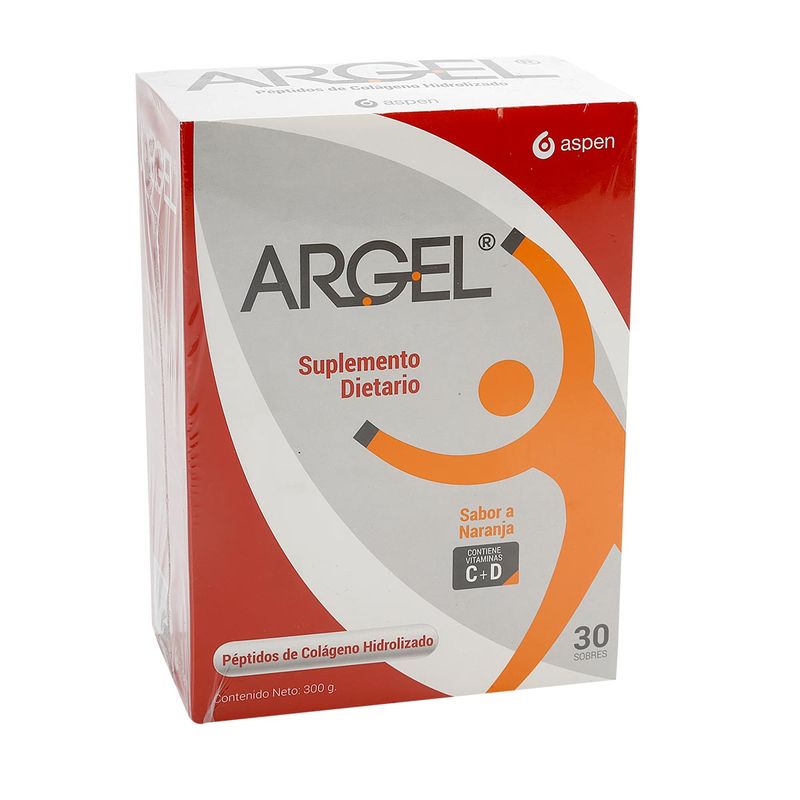 ARGEL®
Péptidos de Colágeno Hidrolizado
aspen
aspen
ARGEL®
Suplemento
Dietario
Sabor a
Naranja
CONTIENE
VITAMINAS
C+D
Péptidos de Colágeno Hidrolizado
30
SOBRES
Contenido Neto: 300 g.